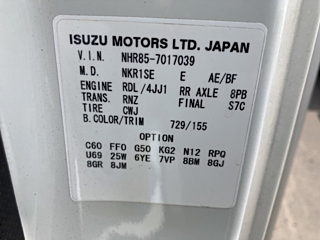 ISUZU MOTORS LTD. JAPAN
V.I.N. NHR85-7017039
M.D. NKR1SE E AE/BF
ENGINE RDL/4JJ1 RR AXLE 8PB
TRANS. RNZ FINAL S7C
TIRE CWJ
B.COLOR/TRIM 729/155
OPTION
C60 FF0 G50 KG2 N12 RPQ
U69 25W 6YE 7VP 8BM 8GJ
8GR 8JM